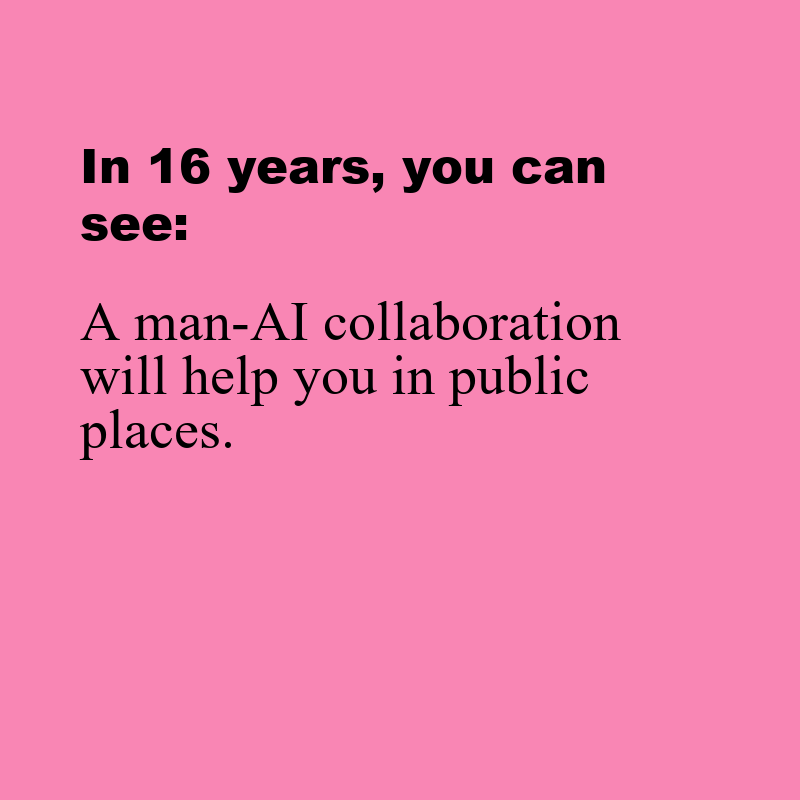 In 16 years, you can
see:
A man-AI collaboration
will help you in public
places.